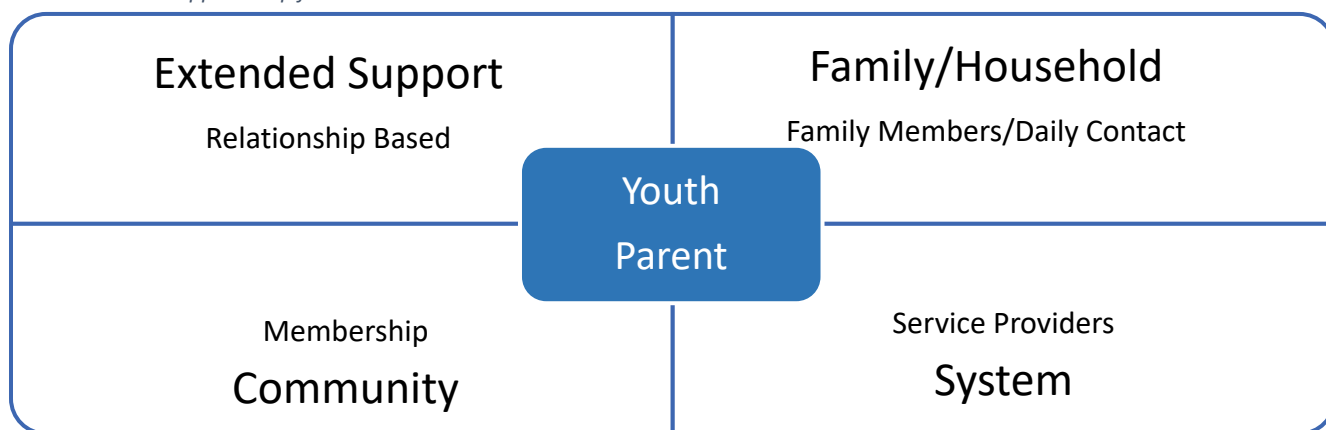 Extended Support
Relationship Based
Family/Household
Family Members/Daily Contact
Youth
Parent
Membership
Community
Service Providers
System